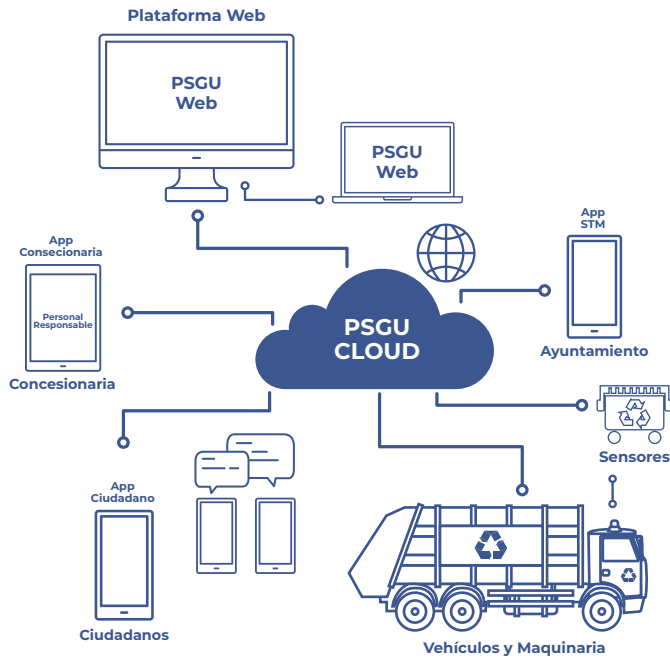 Plataforma Web
PSGU
Web
PSGU
Web
App
Consecionaria
Personal
Responsable
Concesionaria
App
STM
Ayuntamiento
PSGU
CLOUD
Sensores
App
Ciudadano
Ciudadanos
Vehículos y Maquinaria